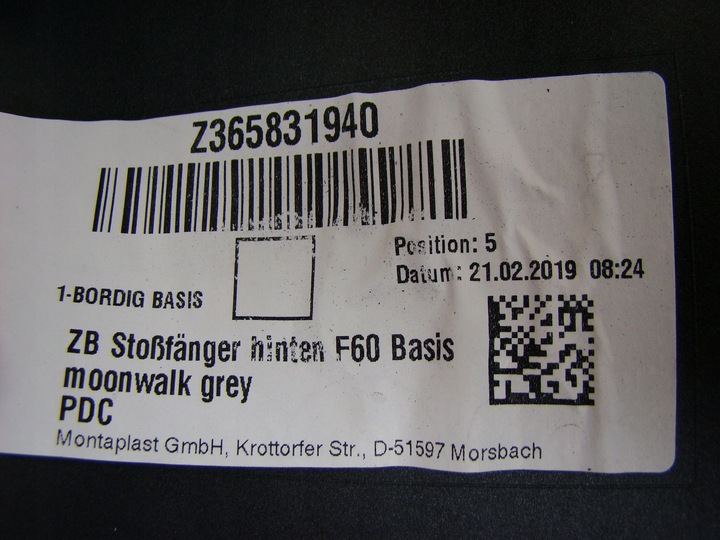 Z365831940
Position: 5
Datum: 21.02.2019 08:24
1-BORDIG BASIS
ZB Stoßfänger hinten F60 Basis
moonwalk grey
PDC
Montaplast GmbH, Krottorfer Str., D-51597 Morsbach